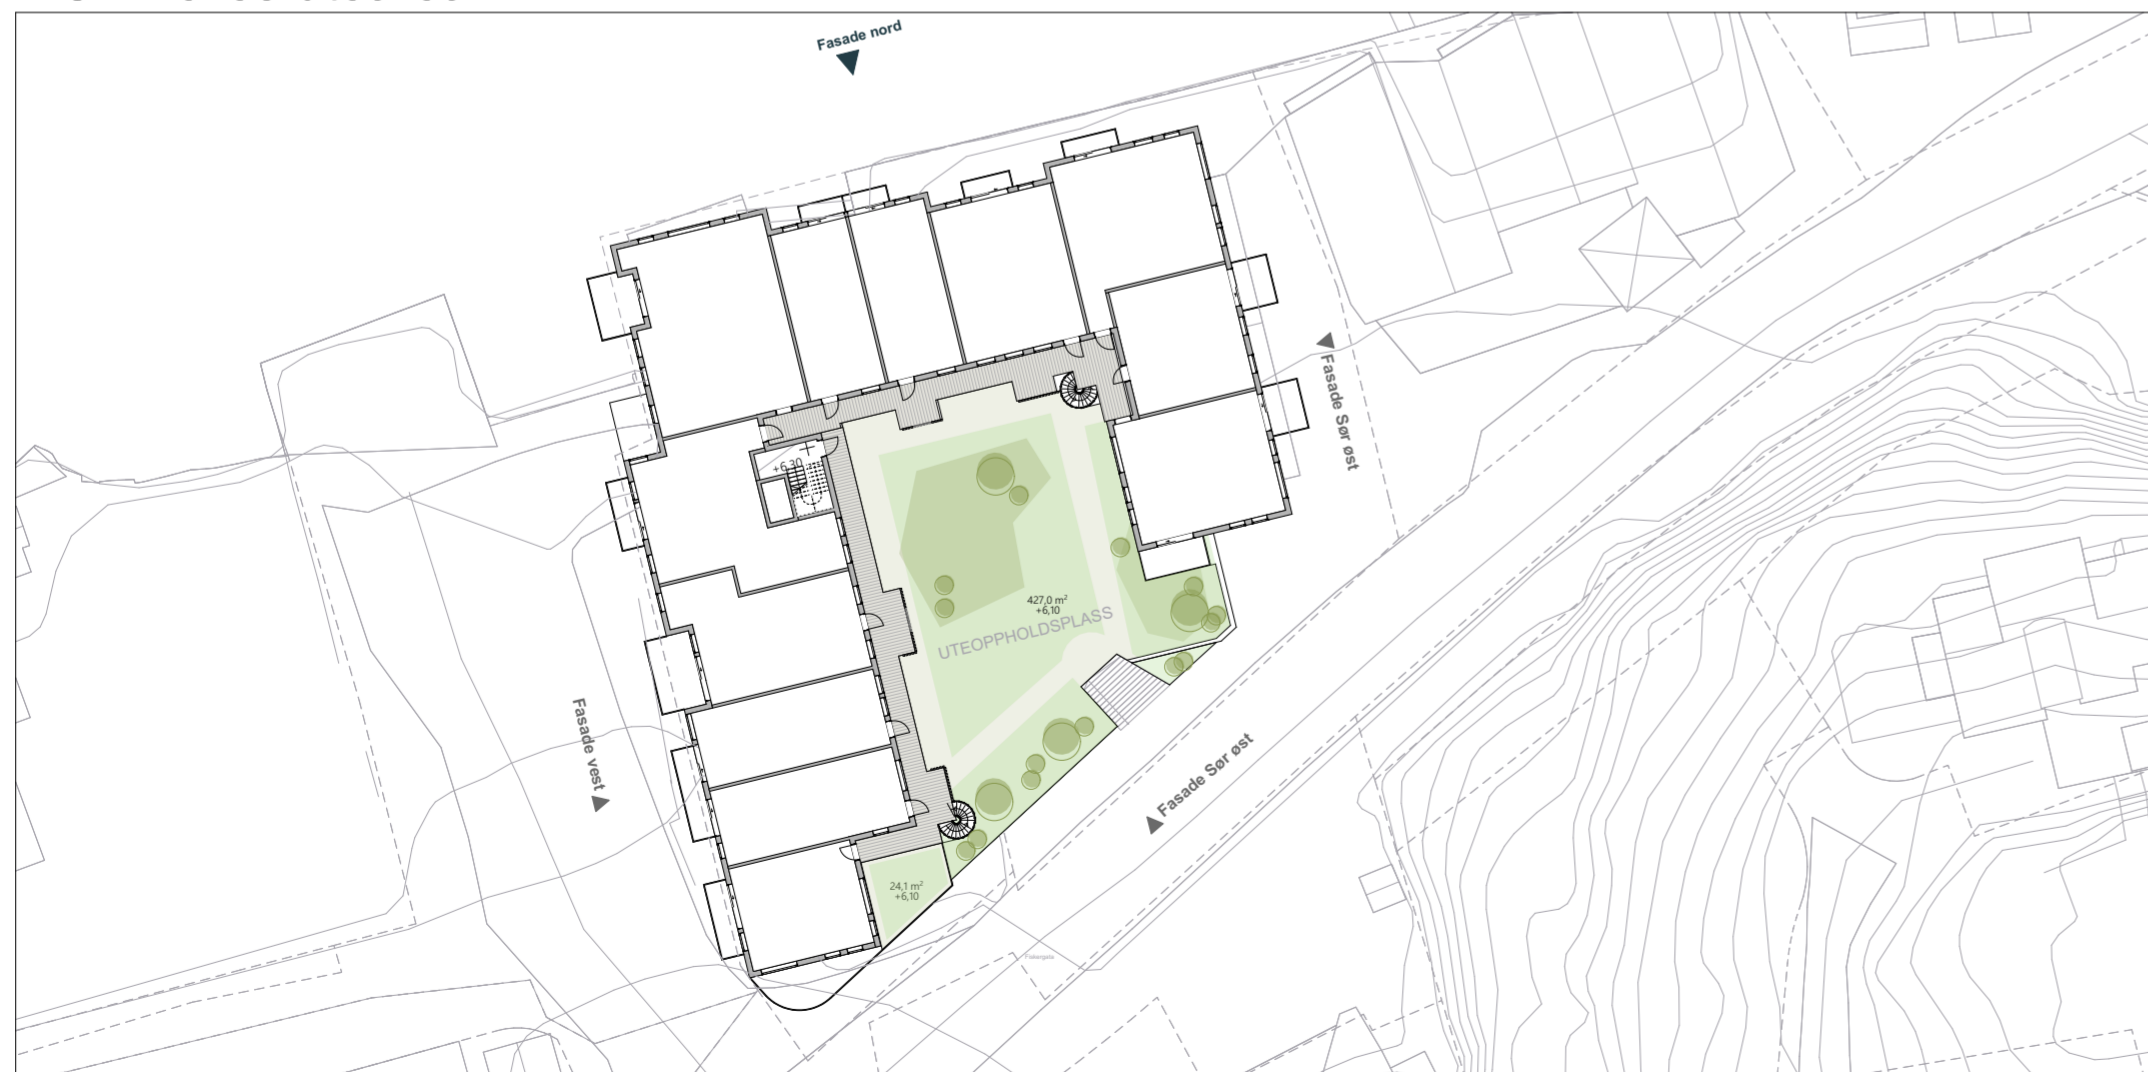 Fasade nord
Fasade Sør øst
+6,30
427,0 m²
+6,10
UTEOPPHOLDSPLASS
Fasade vest
Fasade Sør øst
24,1 m²
+6,10